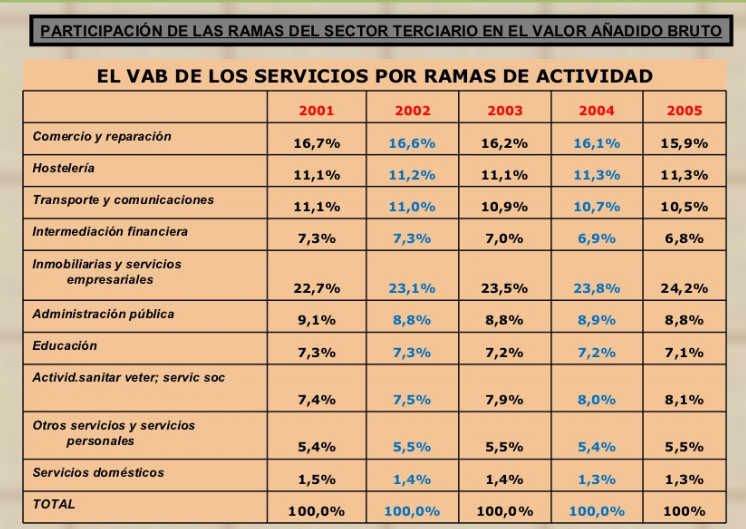 PARTICIPACIÓN DE LAS RAMAS DEL SECTOR TERCIARIO EN EL VALOR AÑADIDO BRUTO
EL VAB DE LOS SERVICIOS POR RAMAS DE ACTIVIDAD
2001 2002 2003 2004 2005
Comercio y reparación 16,7% 16,6% 16,2% 16,1% 15,9%
Hostelería 11,1% 11,2% 11,1% 11,3% 11,3%
Transporte y comunicaciones 11,1% 11,0% 10,9% 10,7% 10,5%
Intermediación financiera 7,3% 7,3% 7,0% 6,9% 6,8%
Inmobiliarias y servicios
empresariales 22,7% 23,1% 23,5% 23,8% 24,2%
Administración pública 9,1% 8,8% 8,8% 8,9% 8,8%
Educación 7,3% 7,3% 7,2% 7,2% 7,1%
Activid.sanitar veter; servic soc 7,4% 7,5% 7,9% 8,0% 8,1%
Otros servicios y servicios
personales 5,4% 5,5% 5,5% 5,4% 5,5%
Servicios domésticos 1,5% 1,4% 1,4% 1,3% 1,3%
TOTAL 100,0% 100,0% 100,0% 100,0% 100%